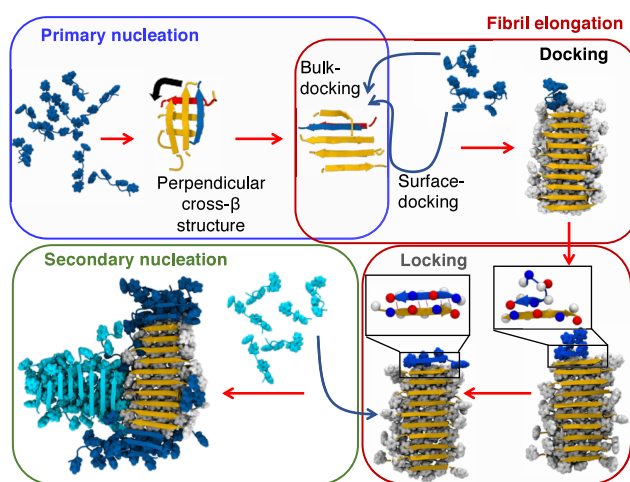 Primary nucleation
Fibril elongation
Docking
Bulk-
docking
Perpendicular
cross-β
structure
Surface-
docking
Secondary nucleation
Locking